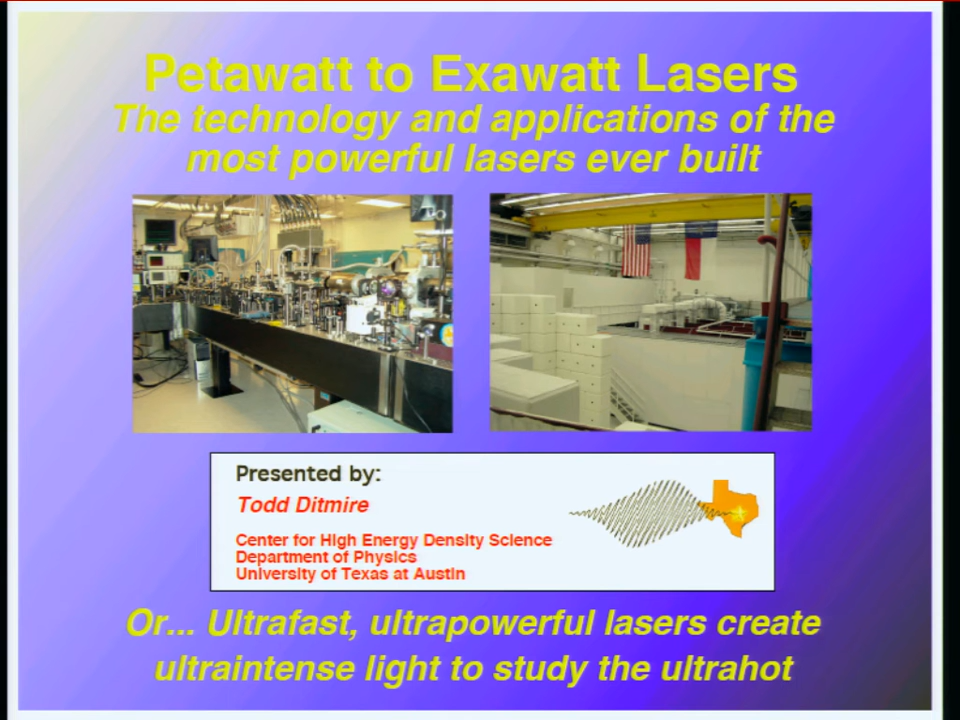 Petawatt to Exawatt Lasers
The technology and applications of the
most powerful lasers ever built
Presented by:
Todd Ditmire
Center for High Energy Density Science
Department of Physics
University of Texas at Austin
Or... Ultrafast, ultrapowerful lasers create
ultraintense light to study the ultrahot